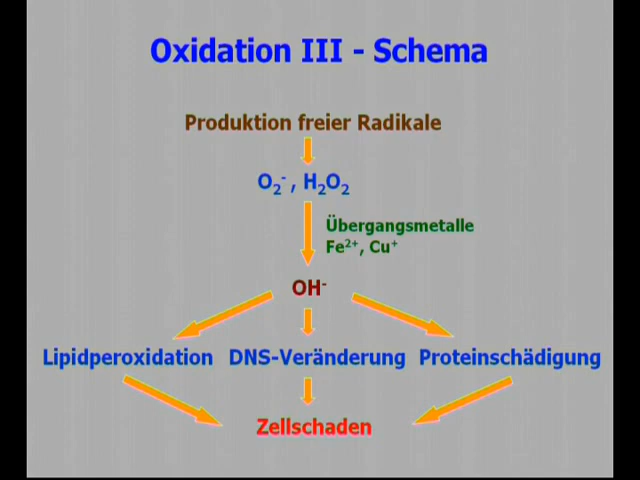 Oxidation III - Schema
Produktion freier Radikale
O₂⁻ , H₂O₂
Übergangsmetalle
Fe²⁺, Cu⁺
OH⁻
Lipidperoxidation DNS-Veränderung Proteinschädigung
Zellschaden